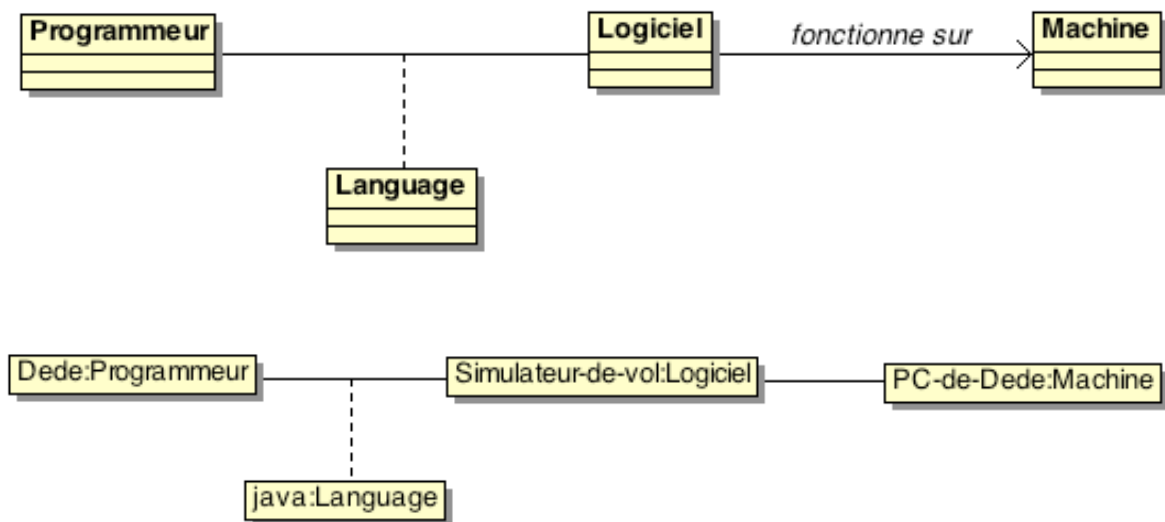 Programmeur
Logiciel
fonctionne sur
Machine
Language
Dede:Programmeur
Simulateur-de-vol:Logiciel
PC-de-Dede:Machine
java:Language